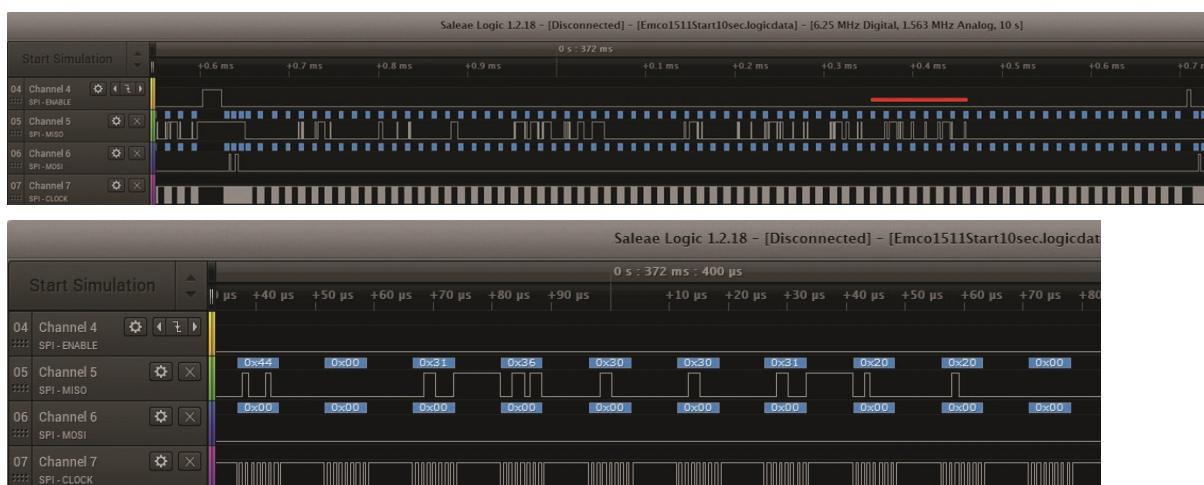 Saleae Logic 1.2.18 - [Disconnected] - [Emco1511Start10sec.logicdata] - [6.25 MHz Digital, 1.563 MHz Analog, 10 s]
Start Simulation
0 s : 372 ms
+0.6 ms +0.7 ms +0.8 ms +0.9 ms +0.1 ms +0.2 ms +0.3 ms +0.4 ms +0.5 ms +0.6 ms +0.7
04 Channel 4
SPI - ENABLE
05 Channel 5
SPI - MISO
06 Channel 6
SPI - MOSI
07 Channel 7
SPI - CLOCK
Saleae Logic 1.2.18 - [Disconnected] - [Emco1511Start10sec.logicdat
Start Simulation
0 s : 372 ms : 400 µs
µs +40 µs +50 µs +60 µs +70 µs +80 µs +90 µs +10 µs +20 µs +30 µs +40 µs +50 µs +60 µs +70 µs +80
04 Channel 4
SPI - ENABLE
0x44 0x00 0x31 0x36 0x30 0x30 0x31 0x20 0x20 0x00
05 Channel 5
SPI - MISO
0x00 0x00 0x00 0x00 0x00 0x00 0x00 0x00 0x00 0x00
06 Channel 6
SPI - MOSI
07 Channel 7
SPI - CLOCK